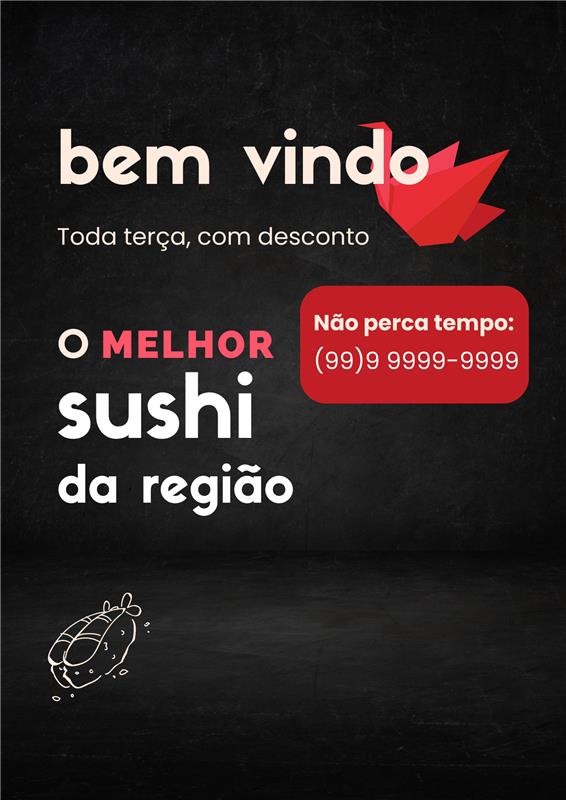 bem vindo
Toda terça, com desconto
Não perca tempo:
(99)9 9999-9999
O MELHOR
sushi
da região